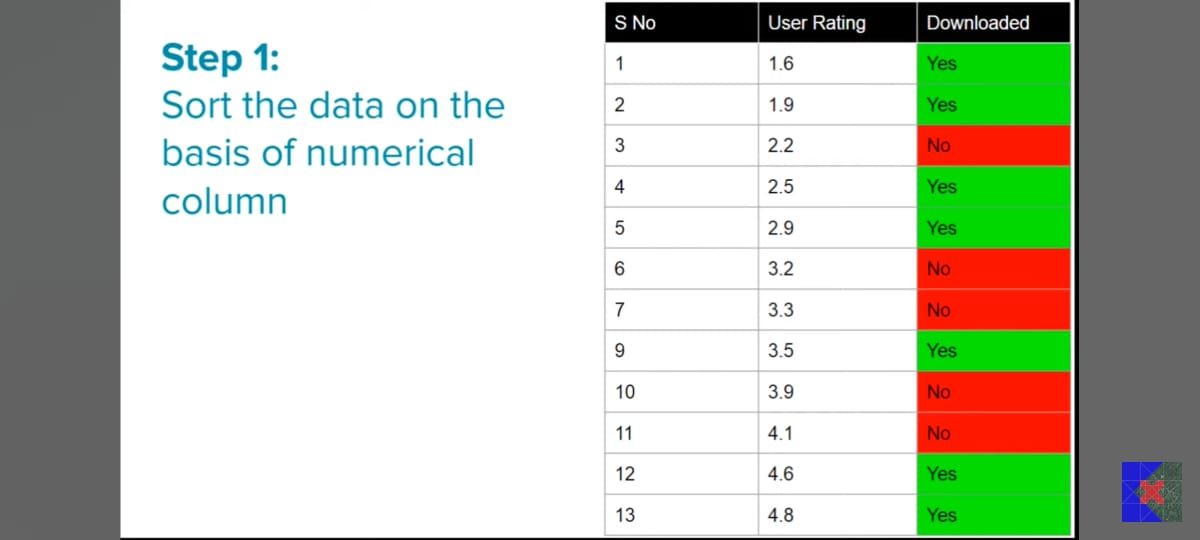 Step 1:
Sort the data on the
basis of numerical
column
S No User Rating Downloaded
1 1.6 Yes
2 1.9 Yes
3 2.2 No
4 2.5 Yes
5 2.9 Yes
6 3.2 No
7 3.3 No
9 3.5 Yes
10 3.9 No
11 4.1 No
12 4.6 Yes
13 4.8 Yes